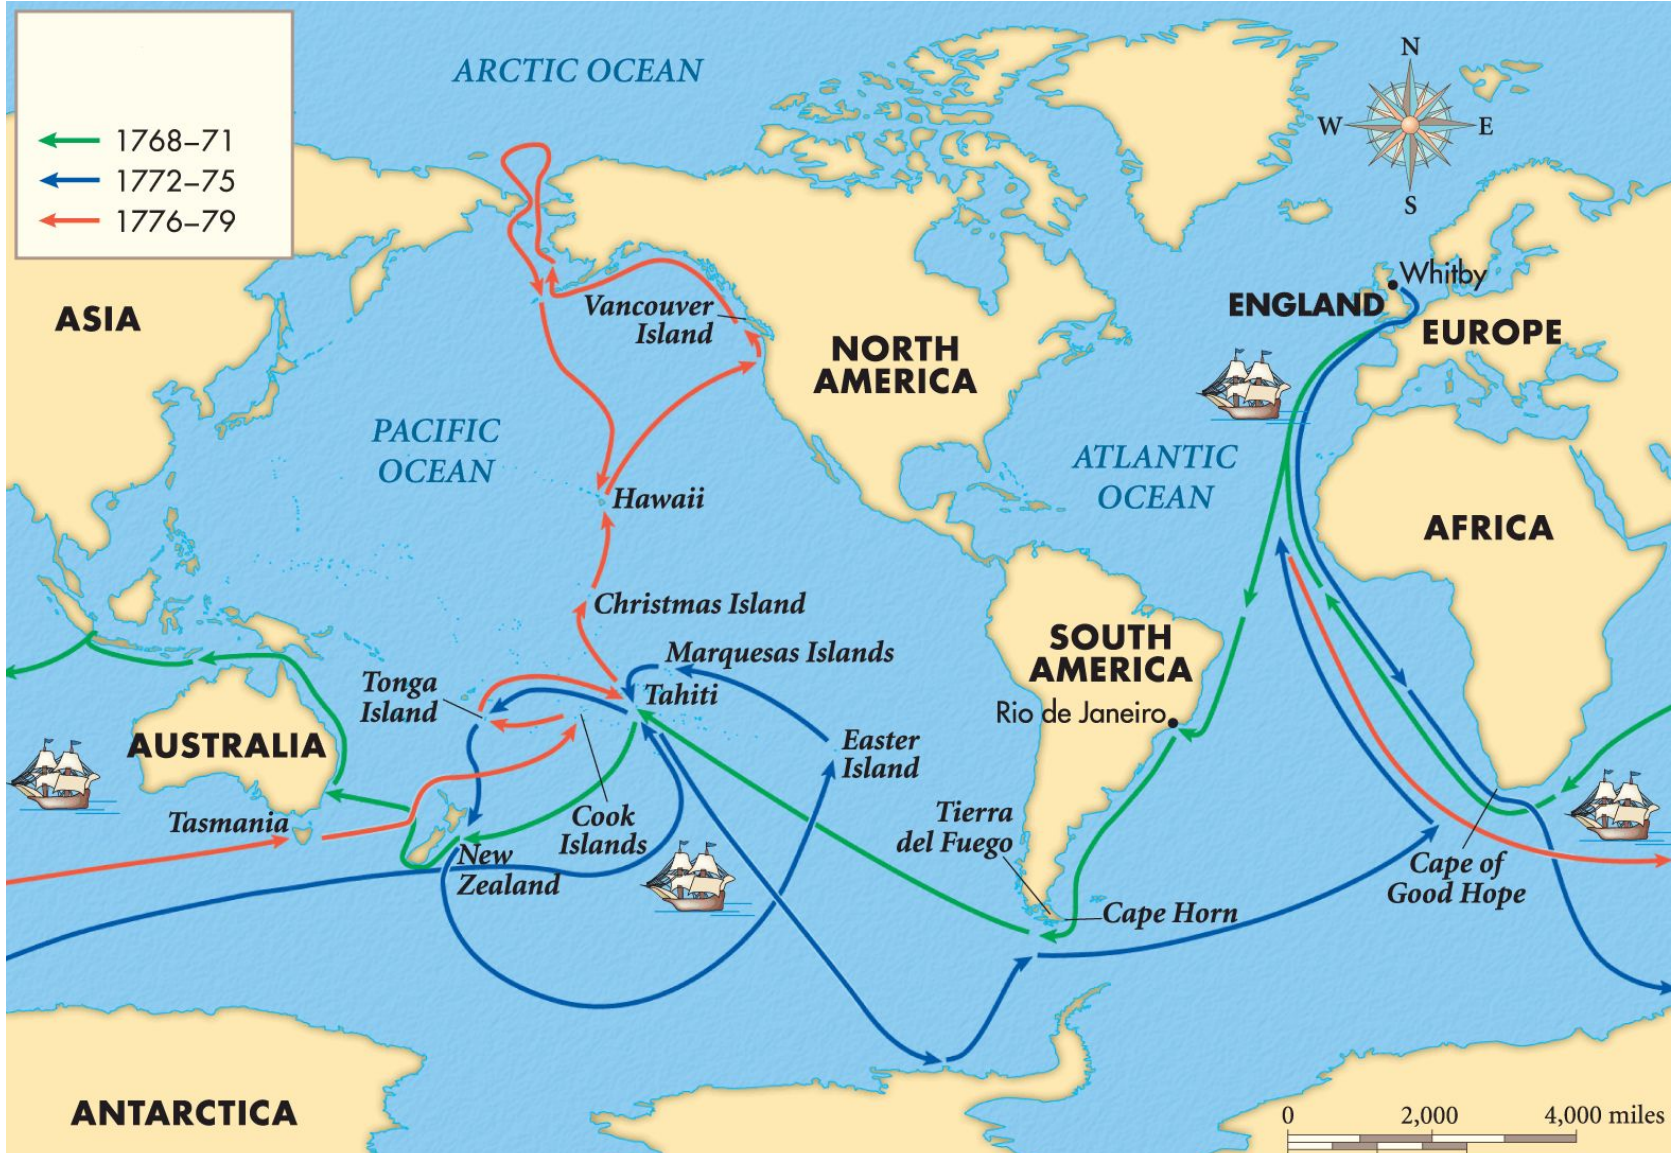 1768–71
1772–75
1776–79
ARCTIC OCEAN
N
W
E
S
Whitby
ENGLAND
EUROPE
ASIA
Vancouver
Island
NORTH
AMERICA
PACIFIC
OCEAN
ATLANTIC
OCEAN
Hawaii
AFRICA
Christmas Island
SOUTH
AMERICA
Marquesas Islands
Tonga
Island
Tahiti
Rio de Janeiro
AUSTRALIA
Easter
Island
Tasmania
Cook
Islands
Tierra
del Fuego
New
Zealand
Cape of
Good Hope
Cape Horn
ANTARCTICA
0
2,000
4,000 miles